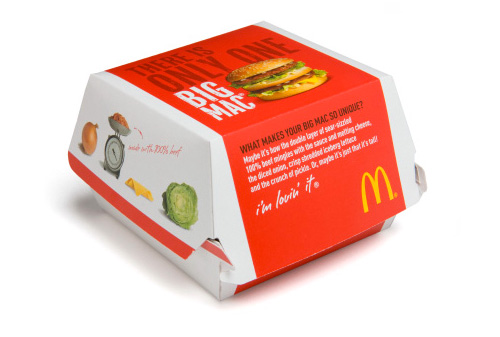 THERE IS
ONLY ONE
BIG
MAC
WHAT MAKES YOUR BIG MAC SO UNIQUE?
Maybe it's how the double layer of sear-sizzled
100% beef mingles with the sauce and melting cheese,
the diced onion, crisp shredded iceberg lettuce
and the crunch of pickle. Or, maybe it's just that it's tall!
i'm lovin' it ®
M®
made with 100% beef